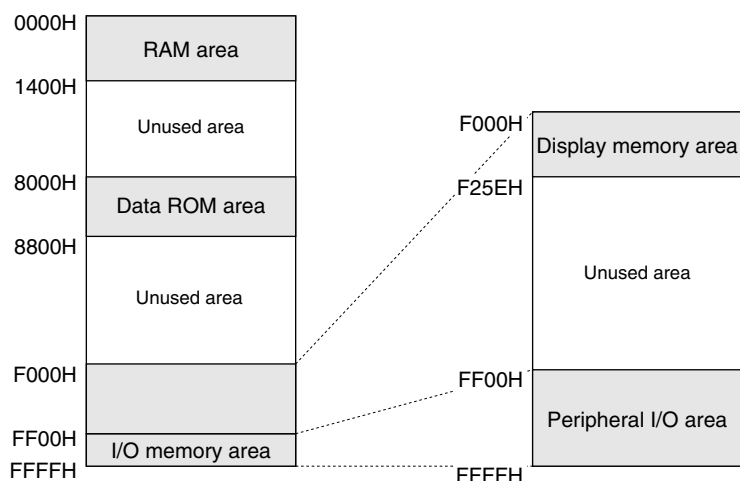 0000H
RAM area
1400H
Unused area
8000H
Data ROM area
8800H
Unused area
F000H
FF00H
I/O memory area
FFFFH
F000H
Display memory area
F25EH
Unused area
FF00H
Peripheral I/O area
FFFFH